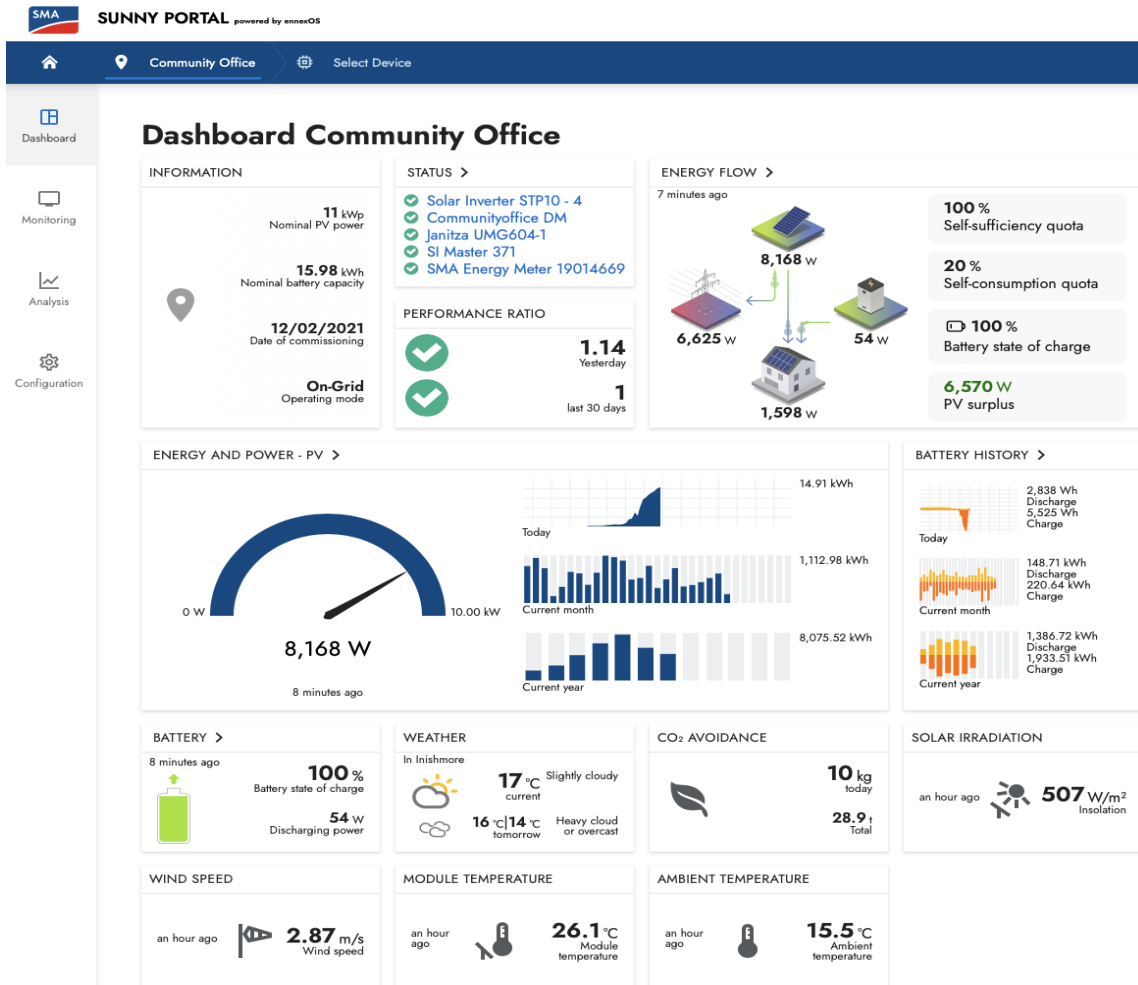 SMA
SUNNY PORTAL powered by ennexOS
Community Office
Select Device
Dashboard
Monitoring
Analysis
Configuration
Dashboard Community Office
INFORMATION
11 kWp
Nominal PV power
15.98 kWh
Nominal battery capacity
12/02/2021
Date of commissioning
On-Grid
Operating mode
STATUS
Solar Inverter STP10 - 4
Communityoffice DM
Janitza UMG604-1
SI Master 371
SMA Energy Meter 19014669
PERFORMANCE RATIO
1.14
Yesterday
1
last 30 days
ENERGY FLOW
7 minutes ago
8,168 W
6,625 W
54 W
1,598 W
100 %
Self-sufficiency quota
20 %
Self-consumption quota
100 %
Battery state of charge
6,570 W
PV surplus
ENERGY AND POWER - PV
0 W
10.00 kW
8,168 W
8 minutes ago
14.91 kWh
Today
1,112.98 kWh
Current month
8,075.52 kWh
Current year
BATTERY HISTORY
2,838 Wh
Discharge
5,525 Wh
Charge
Today
148.71 kWh
Discharge
220.64 kWh
Charge
Current month
1,386.72 kWh
Discharge
1,933.51 kWh
Charge
Current year
BATTERY
8 minutes ago
100 %
Battery state of charge
54 W
Discharging power
WEATHER
In Inishmore
17 °C
current
Slightly cloudy
16 °C|14 °C
tomorrow
Heavy cloud
or overcast
CO₂ AVOIDANCE
10 kg
today
28.9 t
Total
SOLAR IRRADIATION
an hour ago
507 W/m²
Insolation
WIND SPEED
an hour ago
2.87 m/s
Wind speed
MODULE TEMPERATURE
an hour
ago
26.1 °C
Module
temperature
AMBIENT TEMPERATURE
an hour
ago
15.5 °C
Ambient
temperature